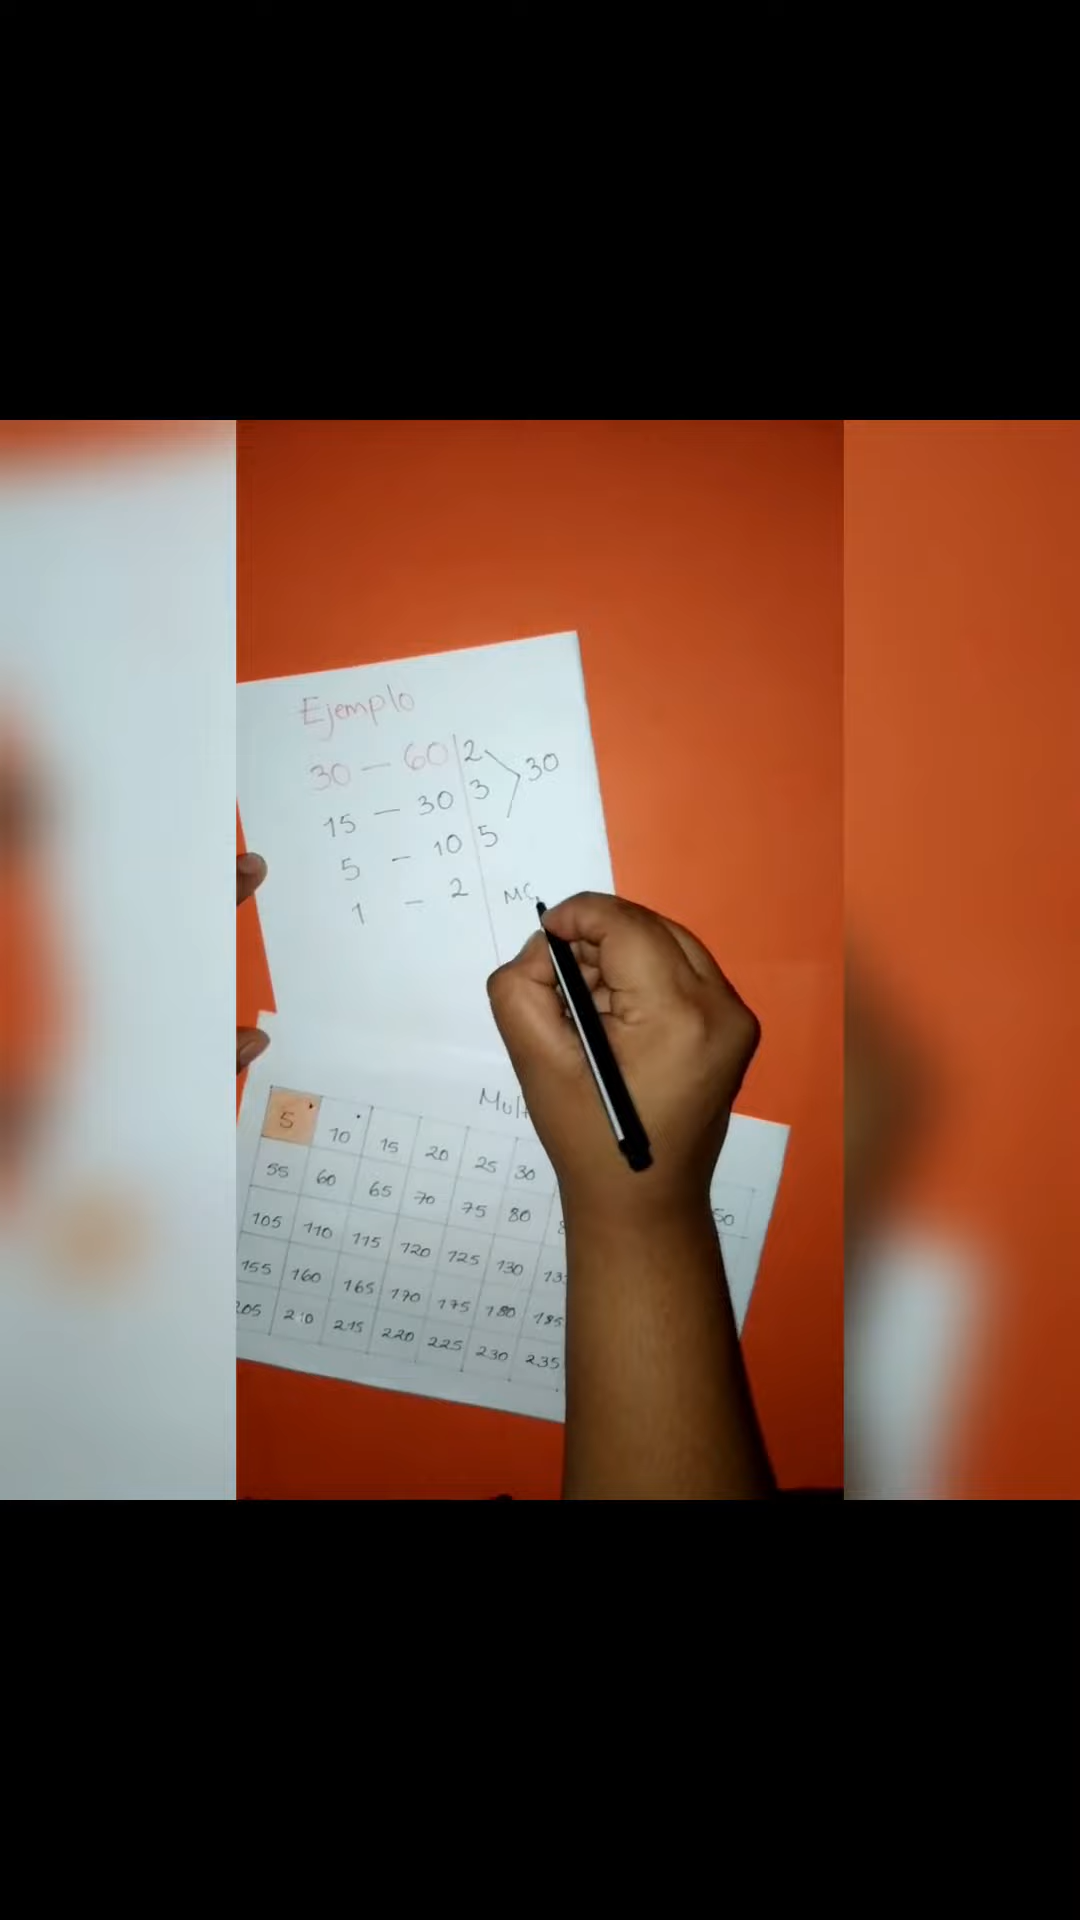 Ejemplo
30 — 60 2
30
15 — 30 3
5 — 10 5
1 — 2
MC
5 10 15 20 25 30
55 60 65 70 75 80
50
105 110 115 120 125 130
155 160 165 170 175 180 185
205 210 215 220 225 230 235